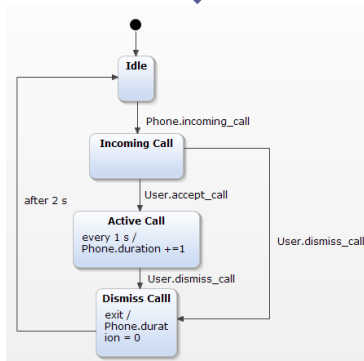 Idle
Phone.incoming_call
Incoming Call
User.accept_call
after 2 s
Active Call
every 1 s /
Phone.duration +=1
User.dismiss_call
User.dismiss_call
Dismiss Calll
exit /
Phone.durat
ion = 0